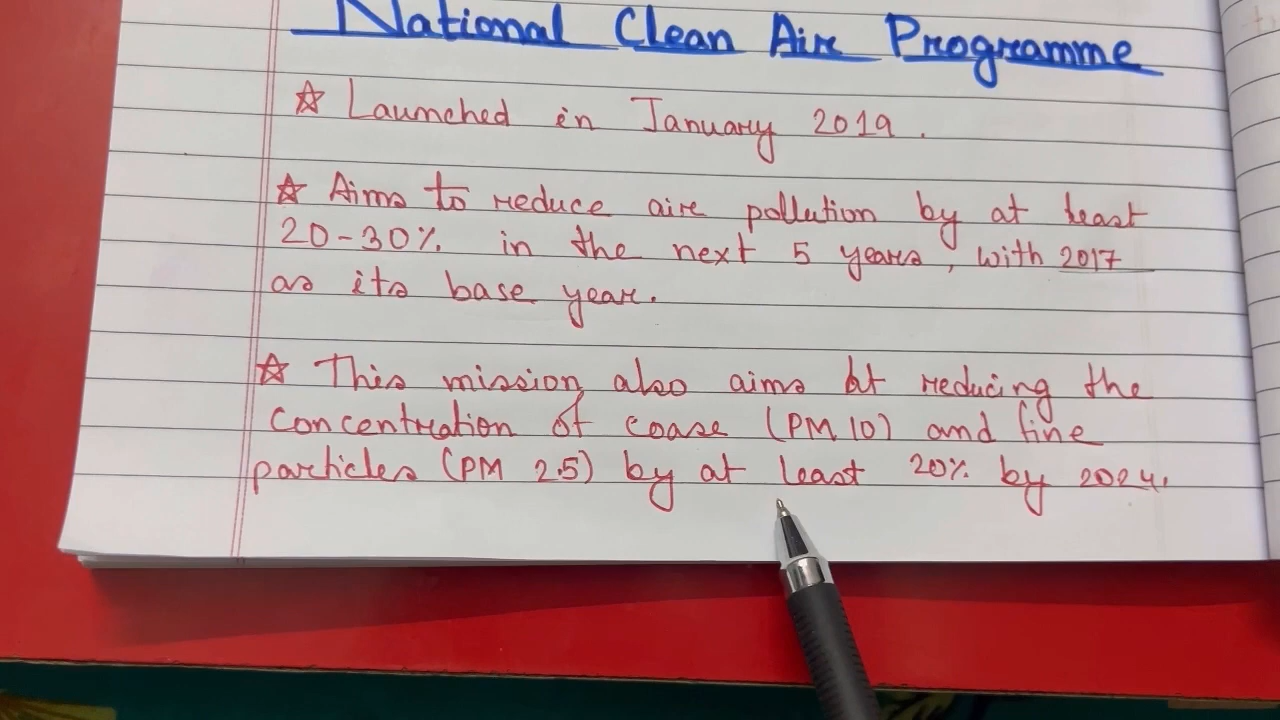 National Clean Air Programme
☆ Launched in January 2019.
☆ Aims to reduce air pollution by at least
20-30% in the next 5 years, with 2017
as its base year.
☆ This mission also aims at reducing the
concentration of coase (PM 10) and fine
particles (PM 2.5) by at least 20% by 2024.